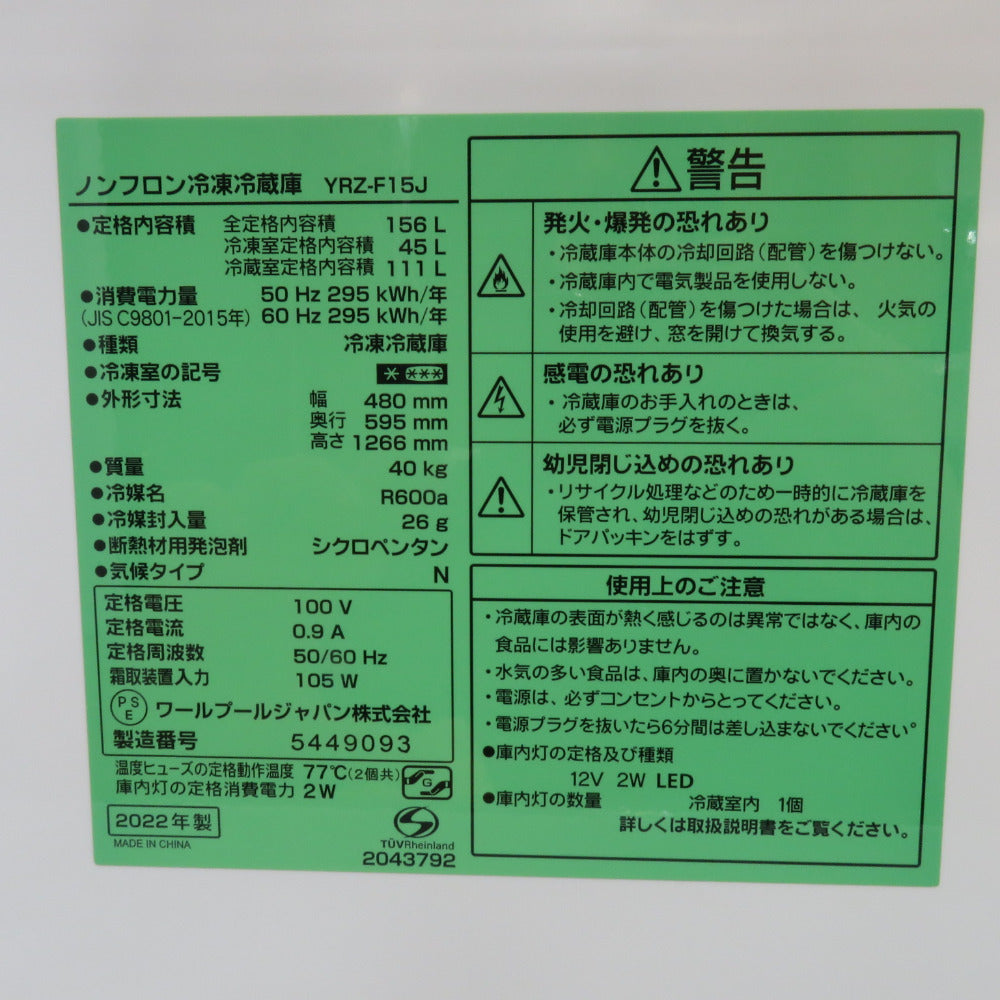 ノンフロン冷凍冷蔵庫 YRZ-F15J
●定格内容積 全定格内容積 156 L
冷凍室定格内容積 45 L
冷蔵室定格内容積 111 L
●消費電力量 50 Hz 295 kWh/年
(JIS C9801-2015年) 60 Hz 295 kWh/年
●種類 冷凍冷蔵庫
●冷凍室の記号 * ***
●外形寸法 幅 480 mm
奥行 595 mm
高さ 1266 mm
●質量 40 kg
●冷媒名 R600a
●冷媒封入量 26 g
●断熱材用発泡剤 シクロペンタン
●気候タイプ N
定格電圧 100 V
定格電流 0.9 A
定格周波数 50/60 Hz
霜取装置入力 105 W
PSE ワールプールジャパン株式会社
製造番号 5449093
温度ヒューズの定格動作温度 77℃(2個共)
庫内灯の定格消費電力 2W
G
2022年製
MADE IN CHINA
TÜVRheinland
2043792
警告
発火・爆発の恐れあり
・冷蔵庫本体の冷却回路(配管)を傷つけない。
・冷蔵庫内で電気製品を使用しない。
・冷却回路(配管)を傷つけた場合は、火気の
使用を避け、窓を開けて換気する。
感電の恐れあり
・冷蔵庫のお手入れのときは、
必ず電源プラグを抜く。
幼児閉じ込めの恐れあり
・リサイクル処理などのため一時的に冷蔵庫を
保管され、幼児閉じ込めの恐れがある場合は、
ドアパッキンをはずす。
使用上のご注意
・冷蔵庫の表面が熱く感じるのは異常ではなく、庫内の
食品には影響ありません。
・水気の多い食品は、庫内の奥に置かないでください。
・電源は、必ずコンセントからとってください。
・電源プラグを抜いたら6分間は差し込まないでください。
●庫内灯の定格及び種類
12V 2W LED
●庫内灯の数量 冷蔵室内 1個
詳しくは取扱説明書をご覧ください。